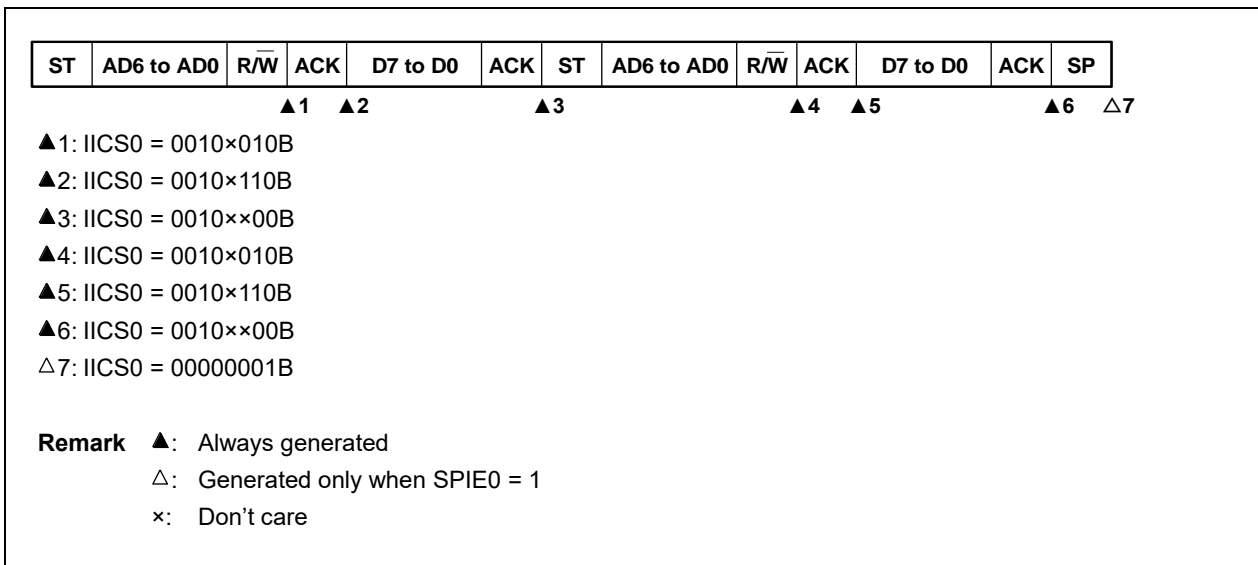 ST AD6 to AD0 R/W̅ ACK D7 to D0 ACK ST AD6 to AD0 R/W̅ ACK D7 to D0 ACK SP
▲1 ▲2 ▲3 ▲4 ▲5 ▲6 △7
▲1: IICS0 = 0010×010B
▲2: IICS0 = 0010×110B
▲3: IICS0 = 0010××00B
▲4: IICS0 = 0010×010B
▲5: IICS0 = 0010×110B
▲6: IICS0 = 0010××00B
△7: IICS0 = 00000001B
Remark ▲: Always generated
△: Generated only when SPIE0 = 1
×: Don’t care